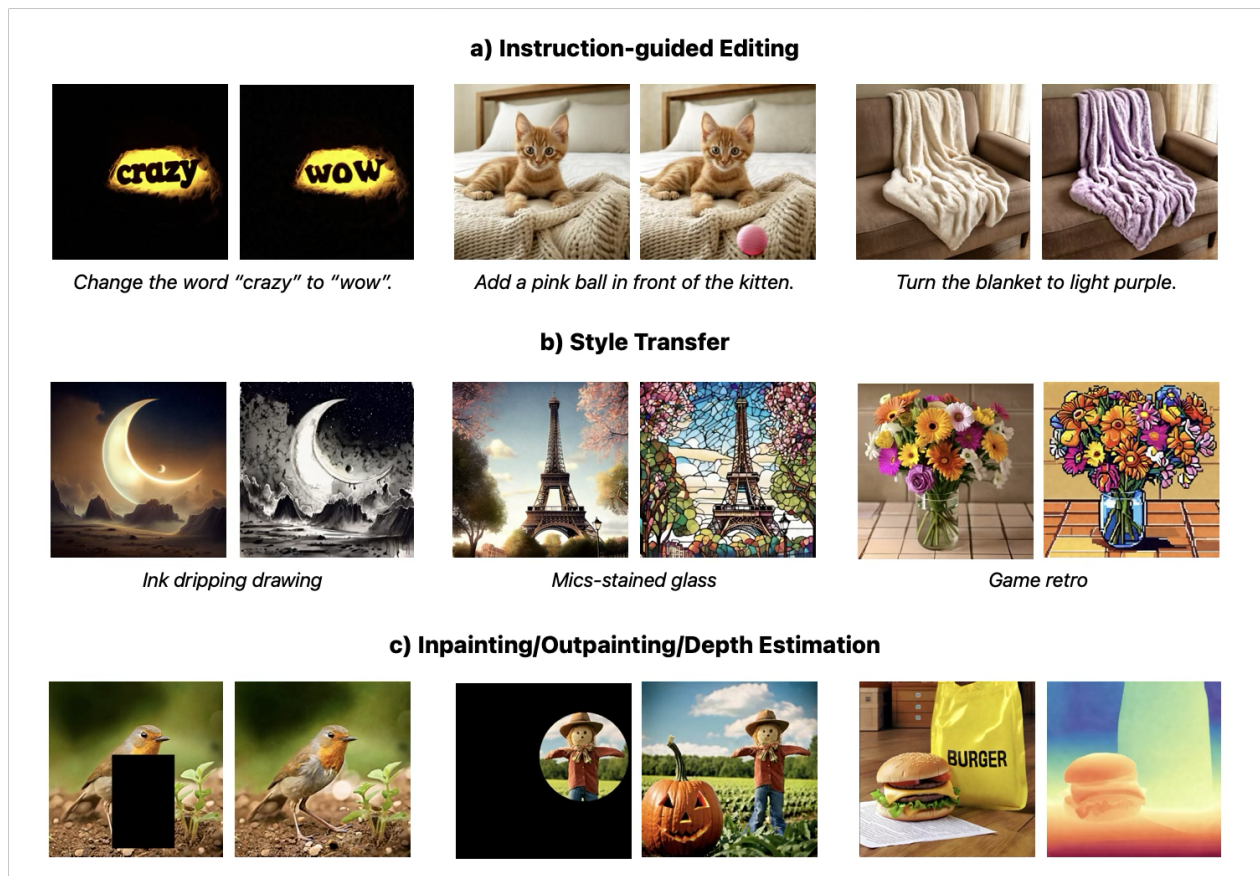 a) Instruction-guided Editing
crazy
wow
Change the word “crazy” to “wow”.
Add a pink ball in front of the kitten.
Turn the blanket to light purple.
b) Style Transfer
Ink dripping drawing
Mics-stained glass
Game retro
c) Inpainting/Outpainting/Depth Estimation
BURGER